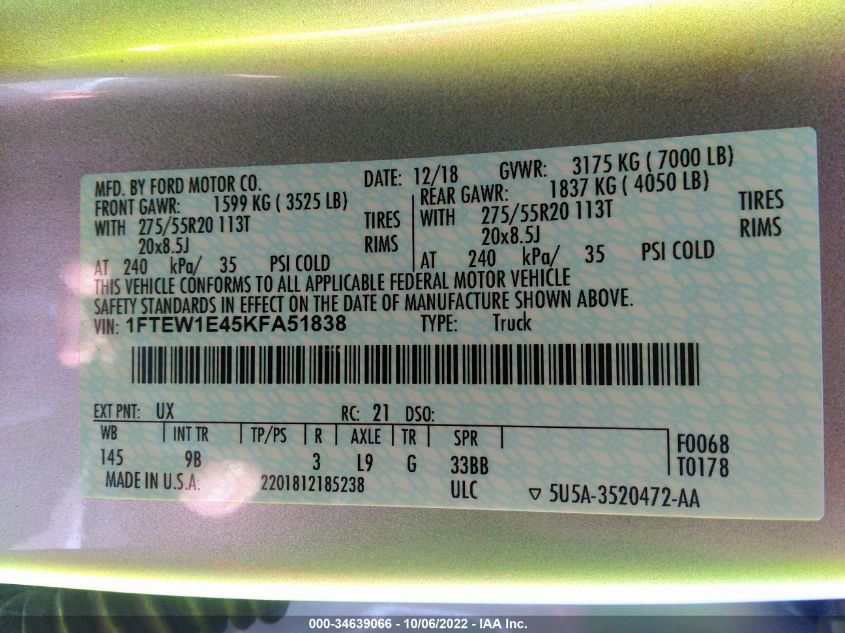 MFD. BY FORD MOTOR CO. DATE: 12/18 GVWR: 3175 KG ( 7000 LB)
FRONT GAWR: 1599 KG ( 3525 LB) REAR GAWR: 1837 KG ( 4050 LB)
WITH 275/55R20 113T TIRES WITH 275/55R20 113T TIRES
20x8.5J RIMS 20x8.5J RIMS
AT 240 kPa/ 35 PSI COLD AT 240 kPa/ 35 PSI COLD
THIS VEHICLE CONFORMS TO ALL APPLICABLE FEDERAL MOTOR VEHICLE
SAFETY STANDARDS IN EFFECT ON THE DATE OF MANUFACTURE SHOWN ABOVE.
VIN: 1FTEW1E45KFA51838 TYPE: Truck
EXT PNT: UX RC: 21 DSO:
WB INT TR TP/PS R AXLE TR SPR F0068
145 9B 3 L9 G 33BB T0178
MADE IN U.S.A. 2201812185238 ULC ▽ 5U5A-3520472-AA
000-34639066 - 10/06/2022 - IAA Inc.